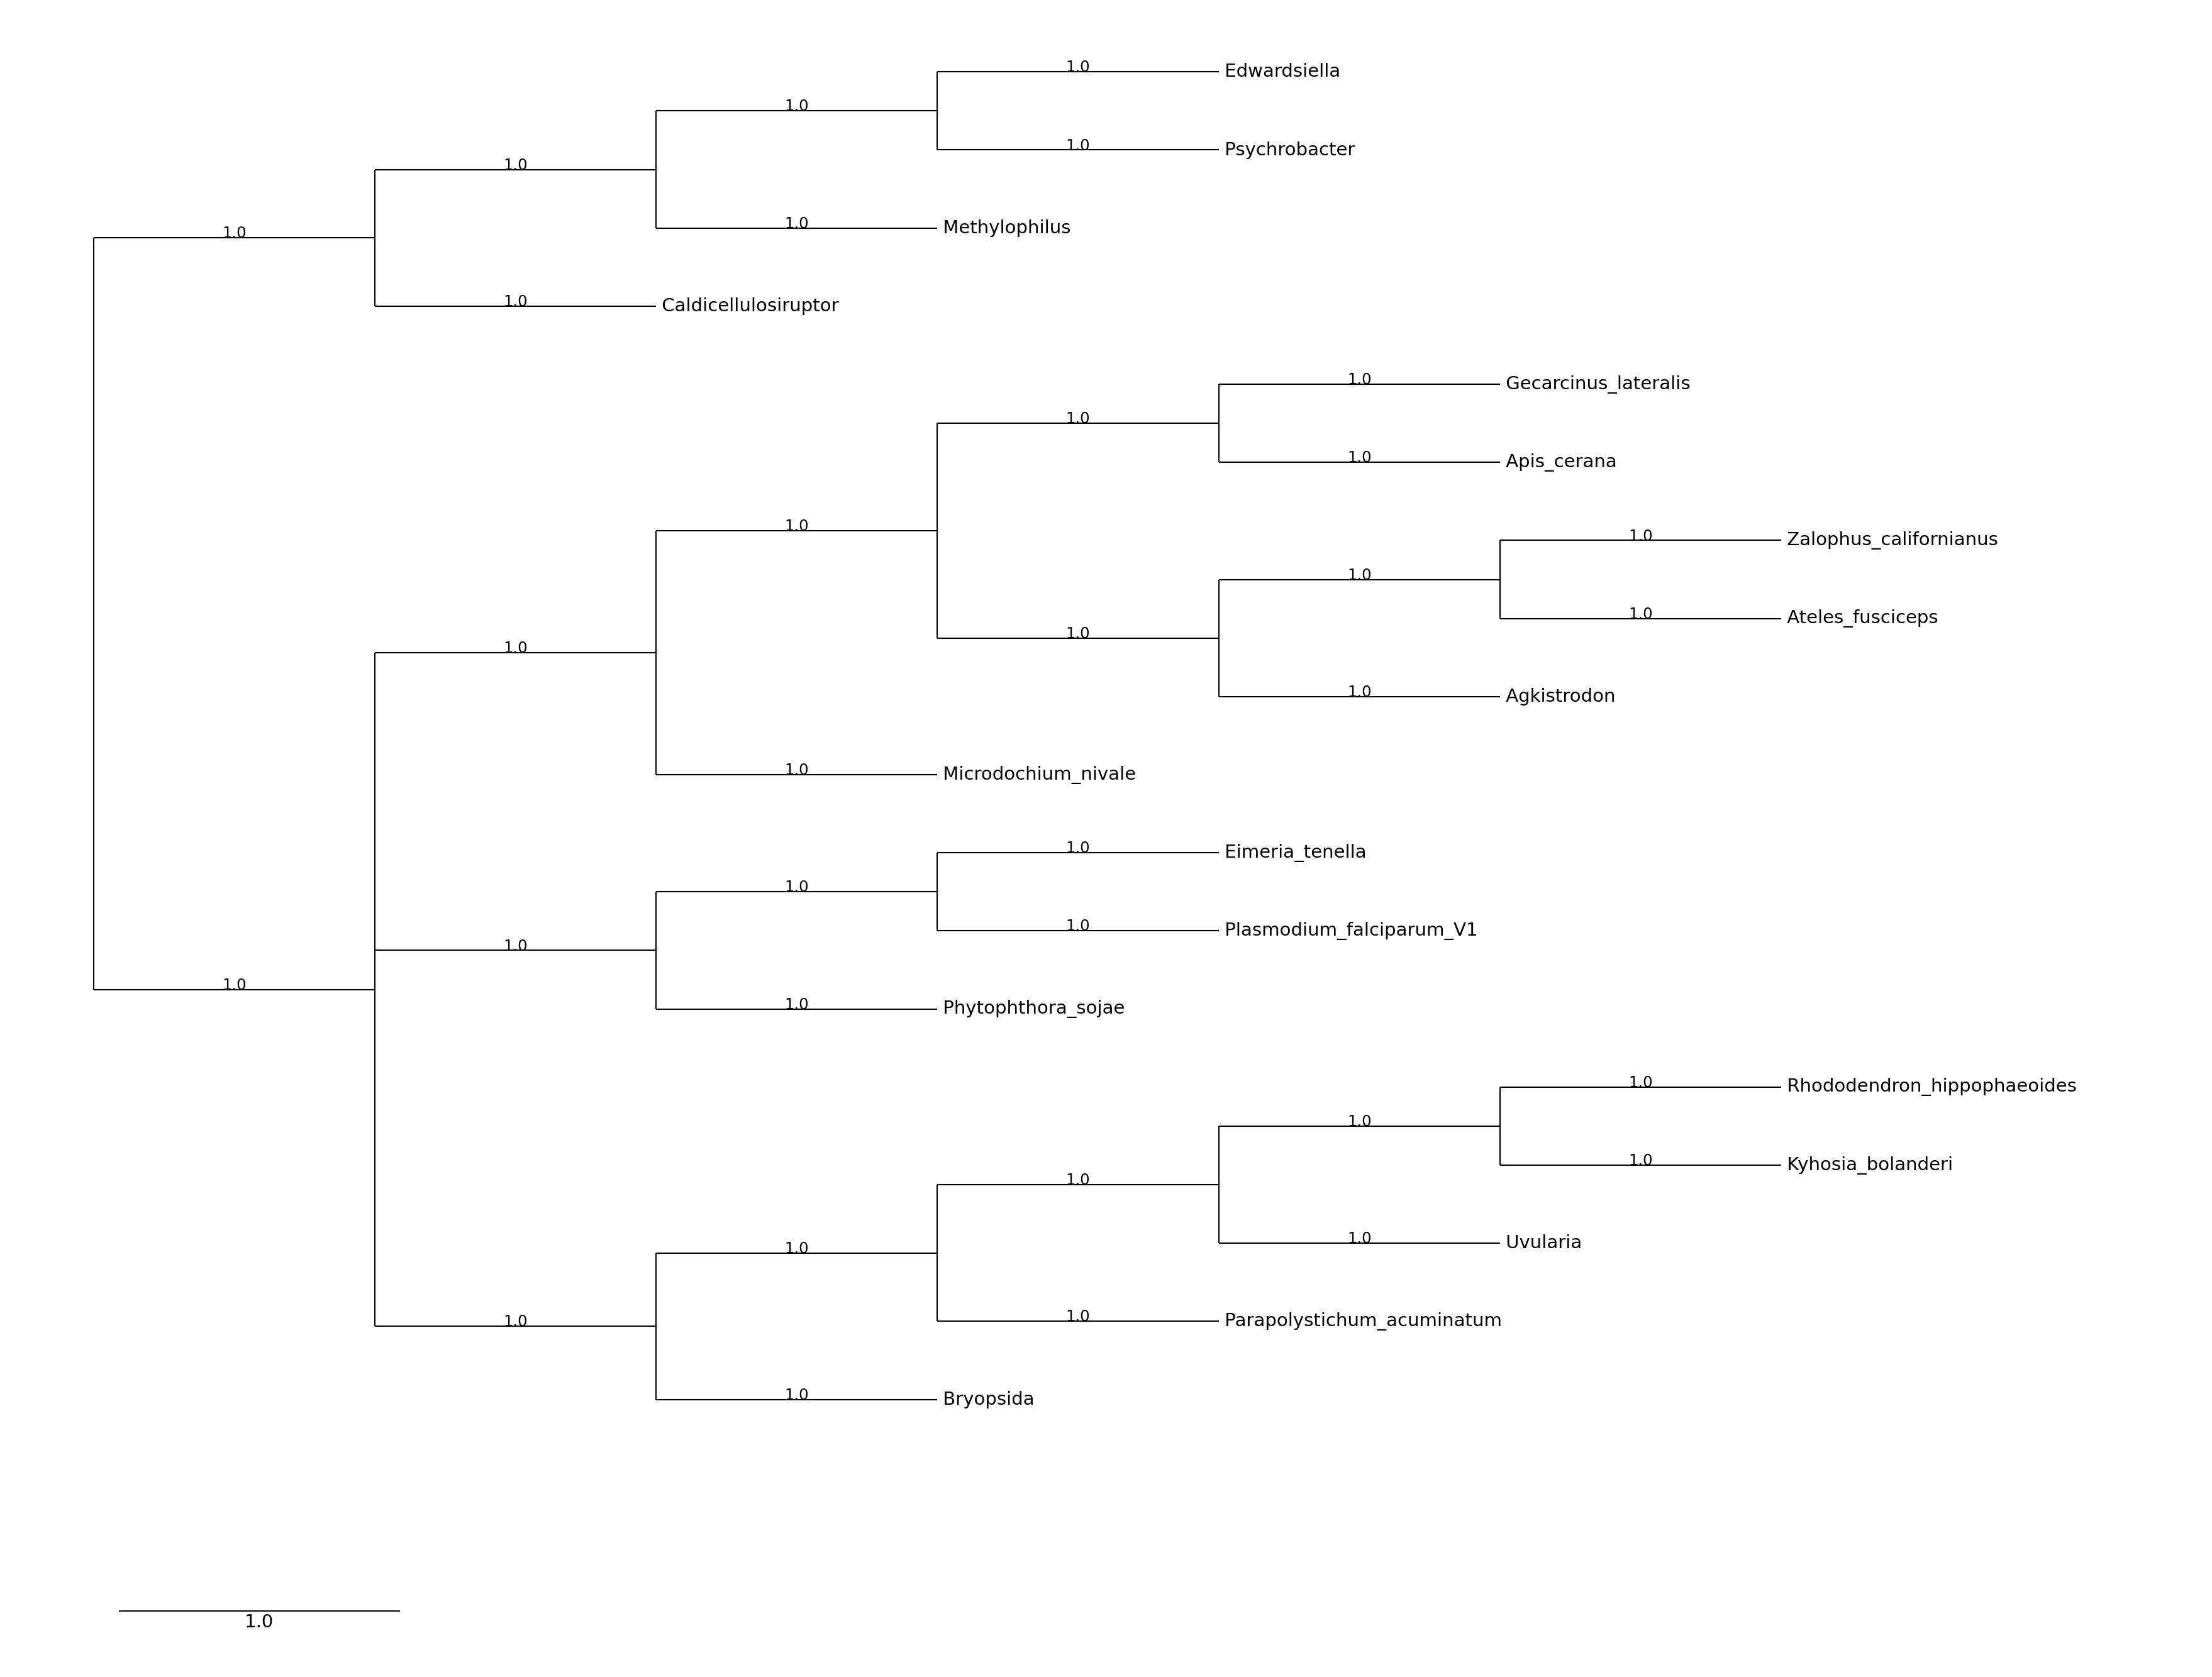 1.0 Edwardsiella
1.0
1.0 Psychrobacter
1.0
1.0 Methylophilus
1.0
1.0 Caldicellulosiruptor
1.0 Gecarcinus_lateralis
1.0
1.0 Apis_cerana
1.0
1.0 Zalophus_californianus
1.0
1.0 Ateles_fusciceps
1.0
1.0
1.0 Agkistrodon
1.0 Microdochium_nivale
1.0 Eimeria_tenella
1.0
1.0 Plasmodium_falciparum_V1
1.0
1.0
1.0 Phytophthora_sojae
1.0 Rhododendron_hippophaeoides
1.0
1.0 Kyhosia_bolanderi
1.0
1.0 Uvularia
1.0
1.0 Parapolystichum_acuminatum
1.0
1.0 Bryopsida
1.0